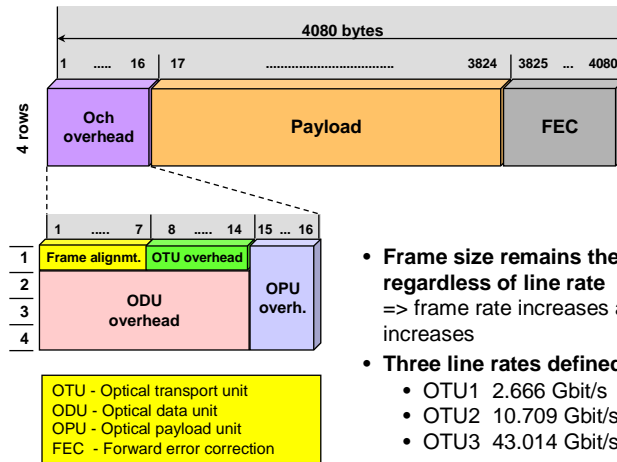 4080 bytes
1 ..... 16 17 .................................. 3824 3825 ... 4080
4 rows
Och
overhead
Payload
FEC
1 ..... 7 8 ..... 14 15 ... 16
1
2
3
4
Frame alignmt.
OTU overhead
ODU
overhead
OPU
overh.
OTU - Optical transport unit
ODU - Optical data unit
OPU - Optical payload unit
FEC - Forward error correction
• Frame size remains the
regardless of line rate
=> frame rate increases
increases
• Three line rates defined
• OTU1 2.666 Gbit/s
• OTU2 10.709 Gbit/s
• OTU3 43.014 Gbit/s